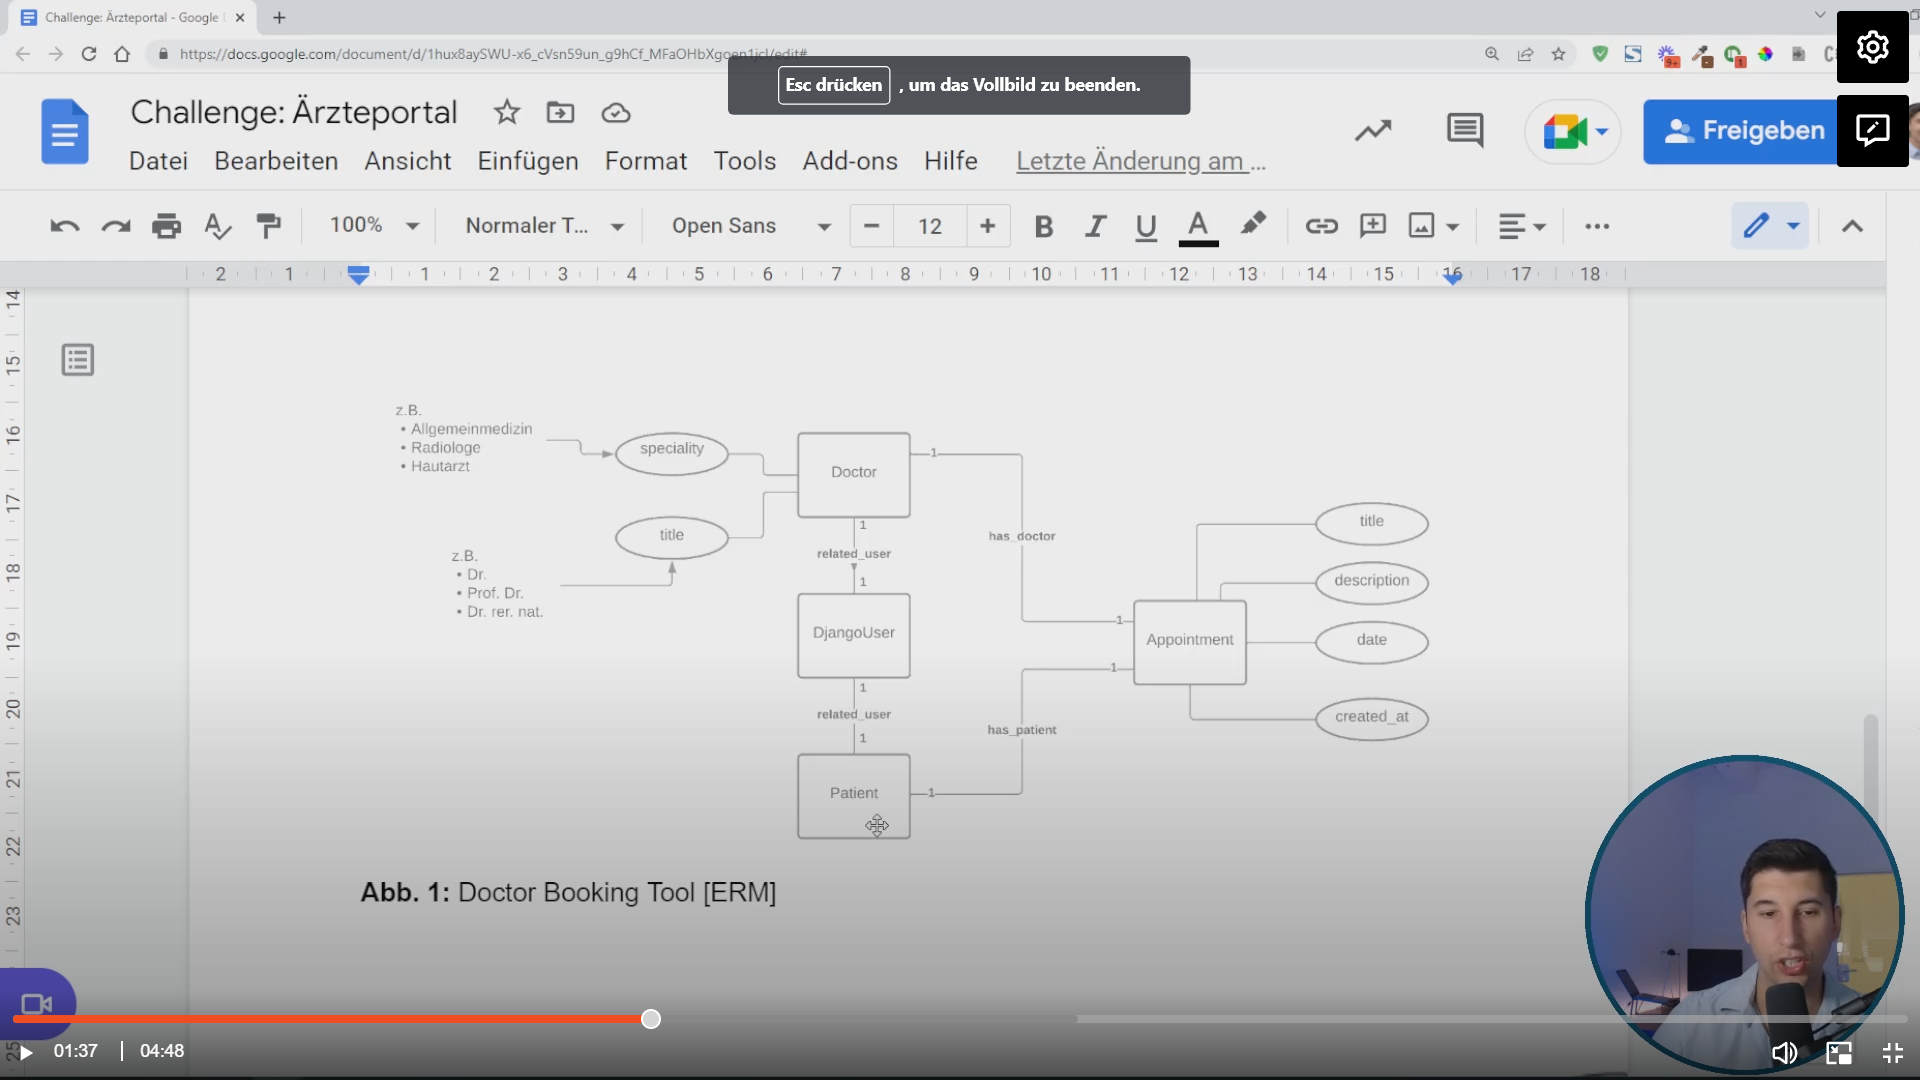 Challenge: Ärzteportal - Google
https://docs.google.com/document/d/1hux8aySWU-x6_cVsn59un_g9hCf_MFaOHbXgoen1jcl/edit#
Esc drücken , um das Vollbild zu beenden.
Challenge: Ärzteportal
Datei Bearbeiten Ansicht Einfügen Format Tools Add-ons Hilfe Letzte Änderung am ...
Freigeben
100% Normaler T... Open Sans 12 B I U A
2 1 1 2 3 4 5 6 7 8 9 10 11 12 13 14 15 16 17 18
14
15
16
17
18
19
20
21
22
23
25
z.B.
• Allgemeinmedizin
• Radiologe
• Hautarzt
speciality
title
z.B.
• Dr.
• Prof. Dr.
• Dr. rer. nat.
Doctor
1
related_user
1
DjangoUser
1
related_user
1
Patient
1
has_doctor
1
1
has_patient
1
Appointment
title
description
date
created_at
Abb. 1: Doctor Booking Tool [ERM]
01:37 04:48
9+
1